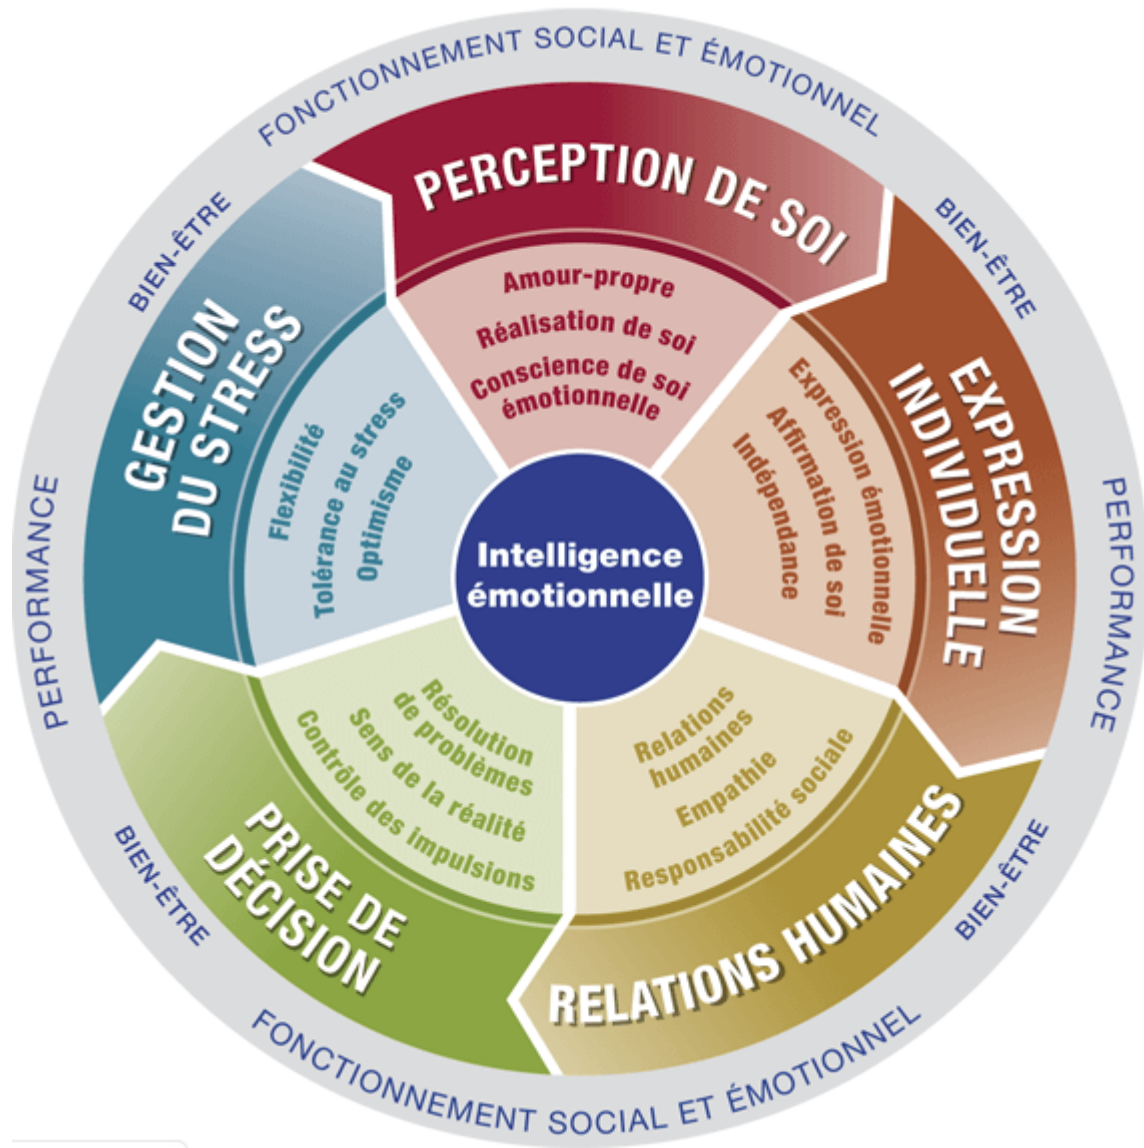 FONCTIONNEMENT SOCIAL ET ÉMOTIONNEL
BIEN-ÊTRE
PERFORMANCE
BIEN-ÊTRE
FONCTIONNEMENT SOCIAL ET ÉMOTIONNEL
BIEN-ÊTRE
PERFORMANCE
BIEN-ÊTRE
PERCEPTION DE SOI
Amour-propre
Réalisation de soi
Conscience de soi
émotionnelle
EXPRESSION
INDIVIDUELLE
Expression émotionnelle
Affirmation de soi
Indépendance
RELATIONS HUMAINES
Relations
humaines
Empathie
Responsabilité sociale
PRISE DE
DÉCISION
Résolution
de problèmes
Sens de la réalité
Contrôle des impulsions
GESTION
DU STRESS
Flexibilité
Tolérance au stress
Optimisme
Intelligence
émotionnelle